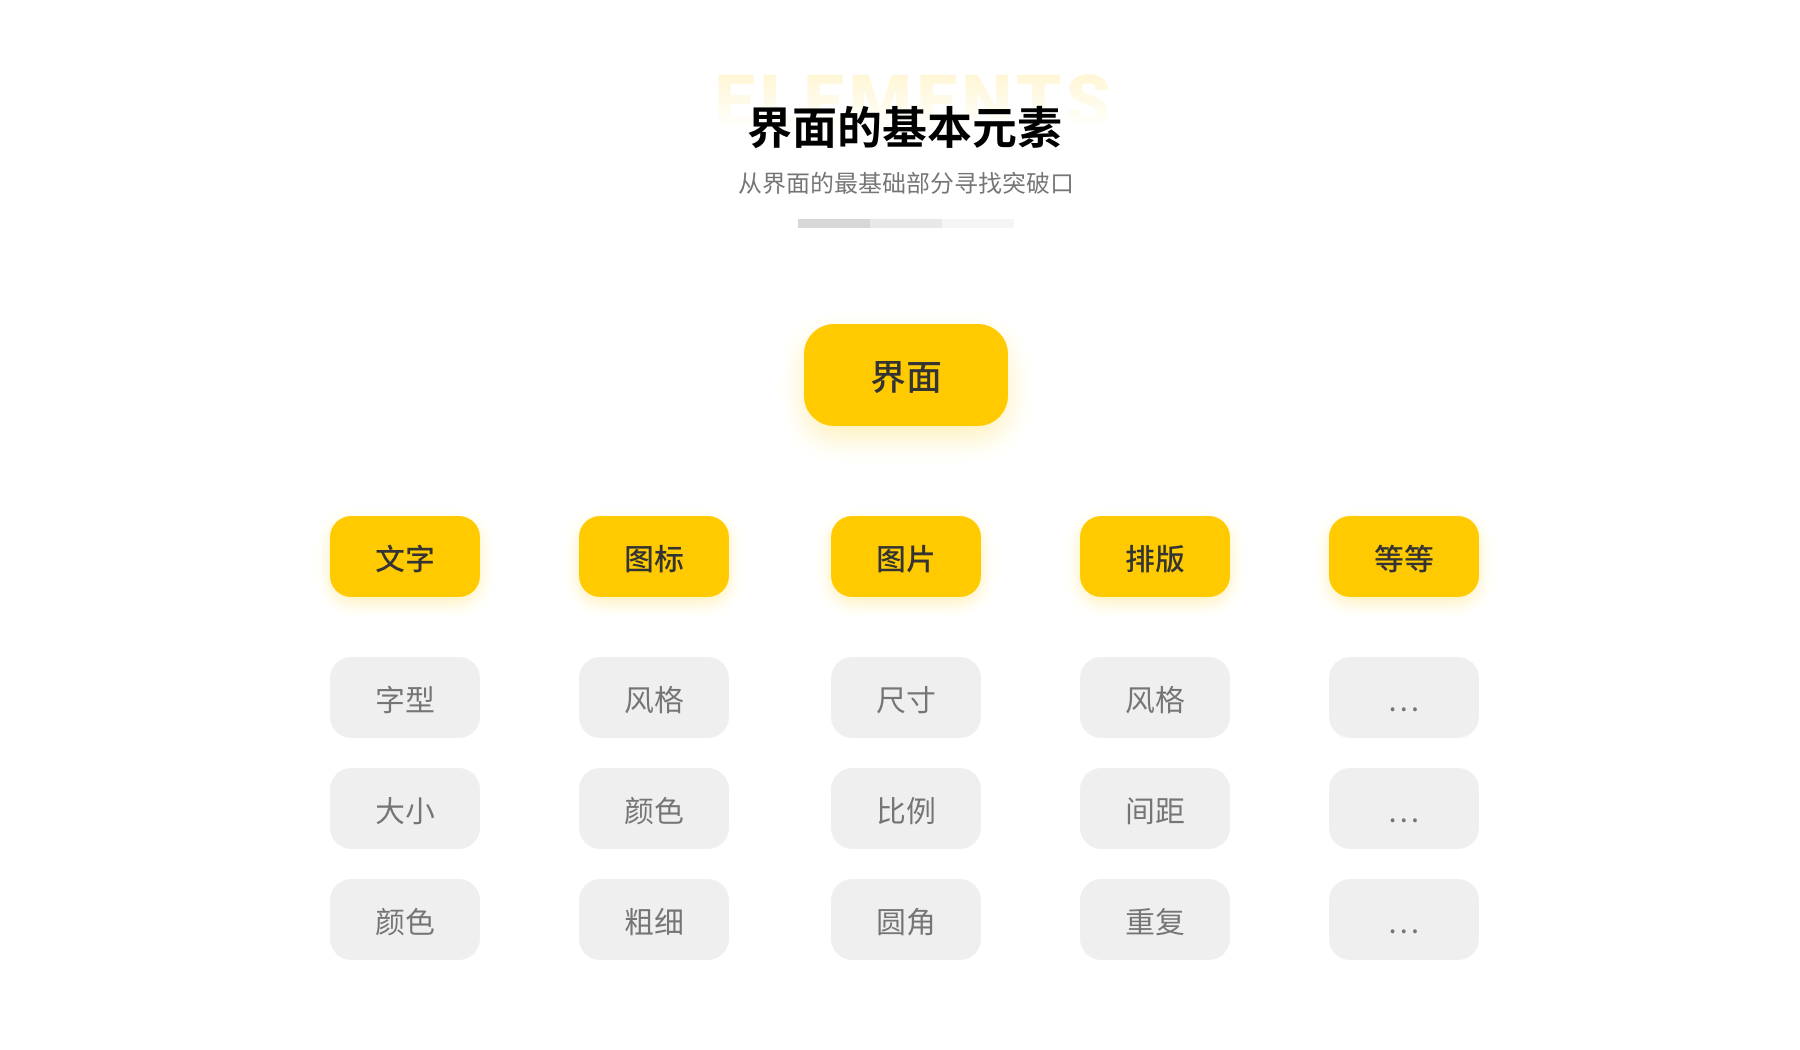 ELEMENTS
界面的基本元素
从界面的最基础部分寻找突破口
界面
文字 图标 图片 排版 等等
字型 风格 尺寸 风格 ...
大小 颜色 比例 间距 ...
颜色 粗细 圆角 重复 ...